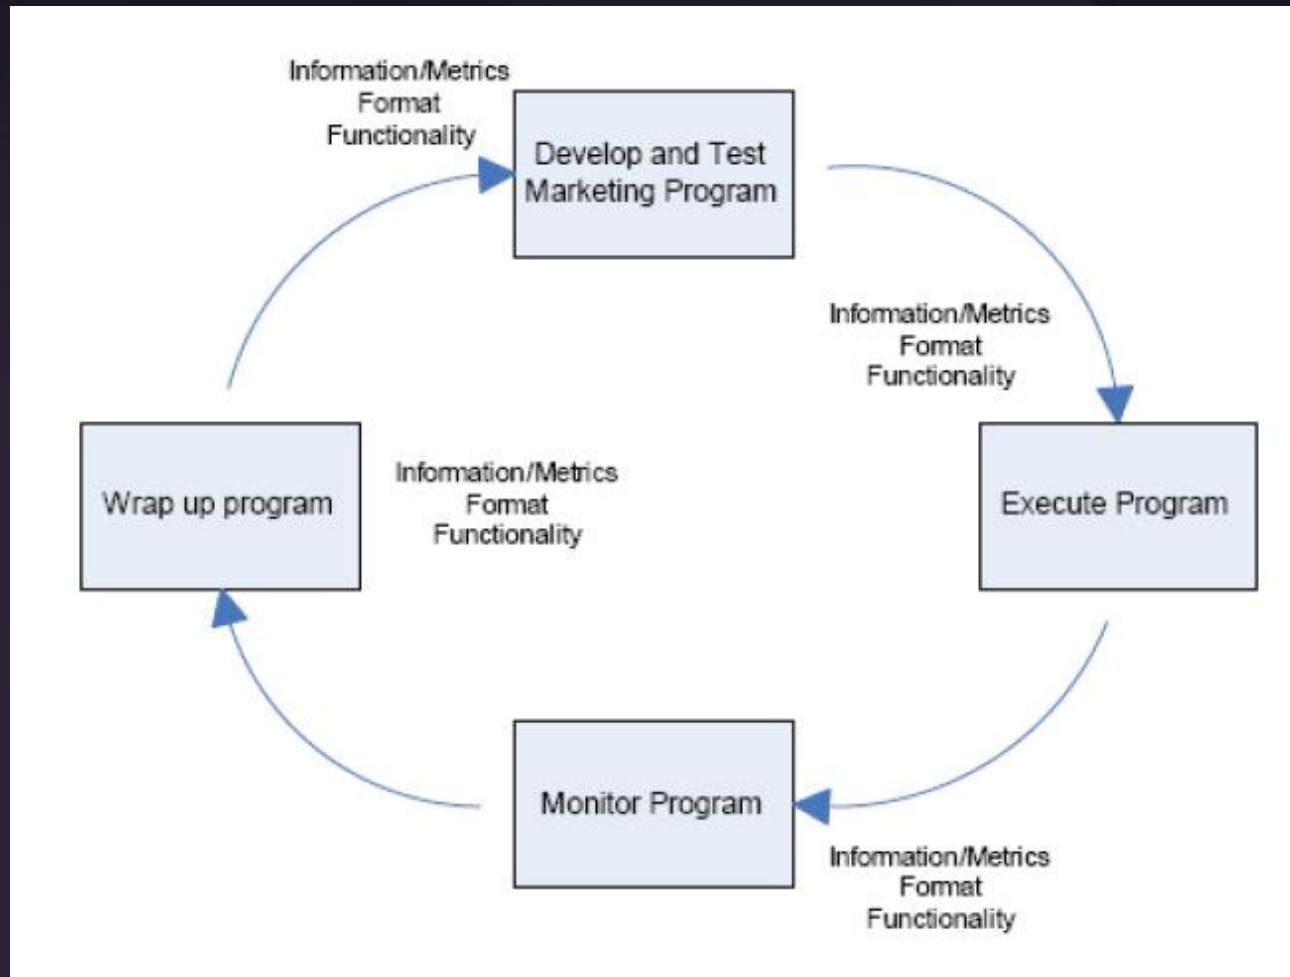 Information/Metrics
Format
Functionality
Develop and Test
Marketing Program
Information/Metrics
Format
Functionality
Wrap up program
Information/Metrics
Format
Functionality
Execute Program
Monitor Program
Information/Metrics
Format
Functionality